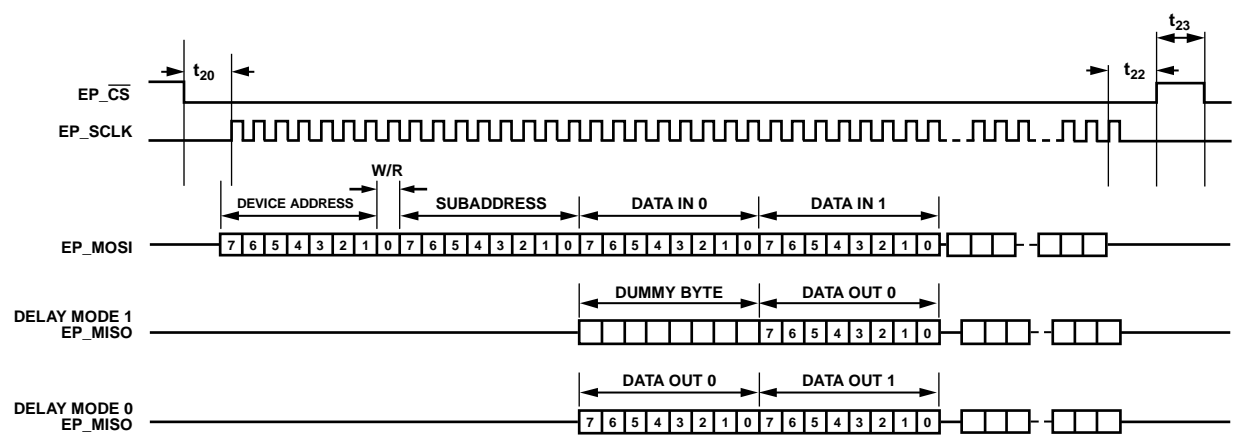 t23
t20
t22
EP_CS
EP_SCLK
W/R
DEVICE ADDRESS SUBADDRESS DATA IN 0 DATA IN 1
EP_MOSI 7 6 5 4 3 2 1 0 7 6 5 4 3 2 1 0 7 6 5 4 3 2 1 0 7 6 5 4 3 2 1 0
DUMMY BYTE DATA OUT 0
DELAY MODE 1
EP_MISO 7 6 5 4 3 2 1 0
DATA OUT 0 DATA OUT 1
DELAY MODE 0
EP_MISO 7 6 5 4 3 2 1 0 7 6 5 4 3 2 1 0